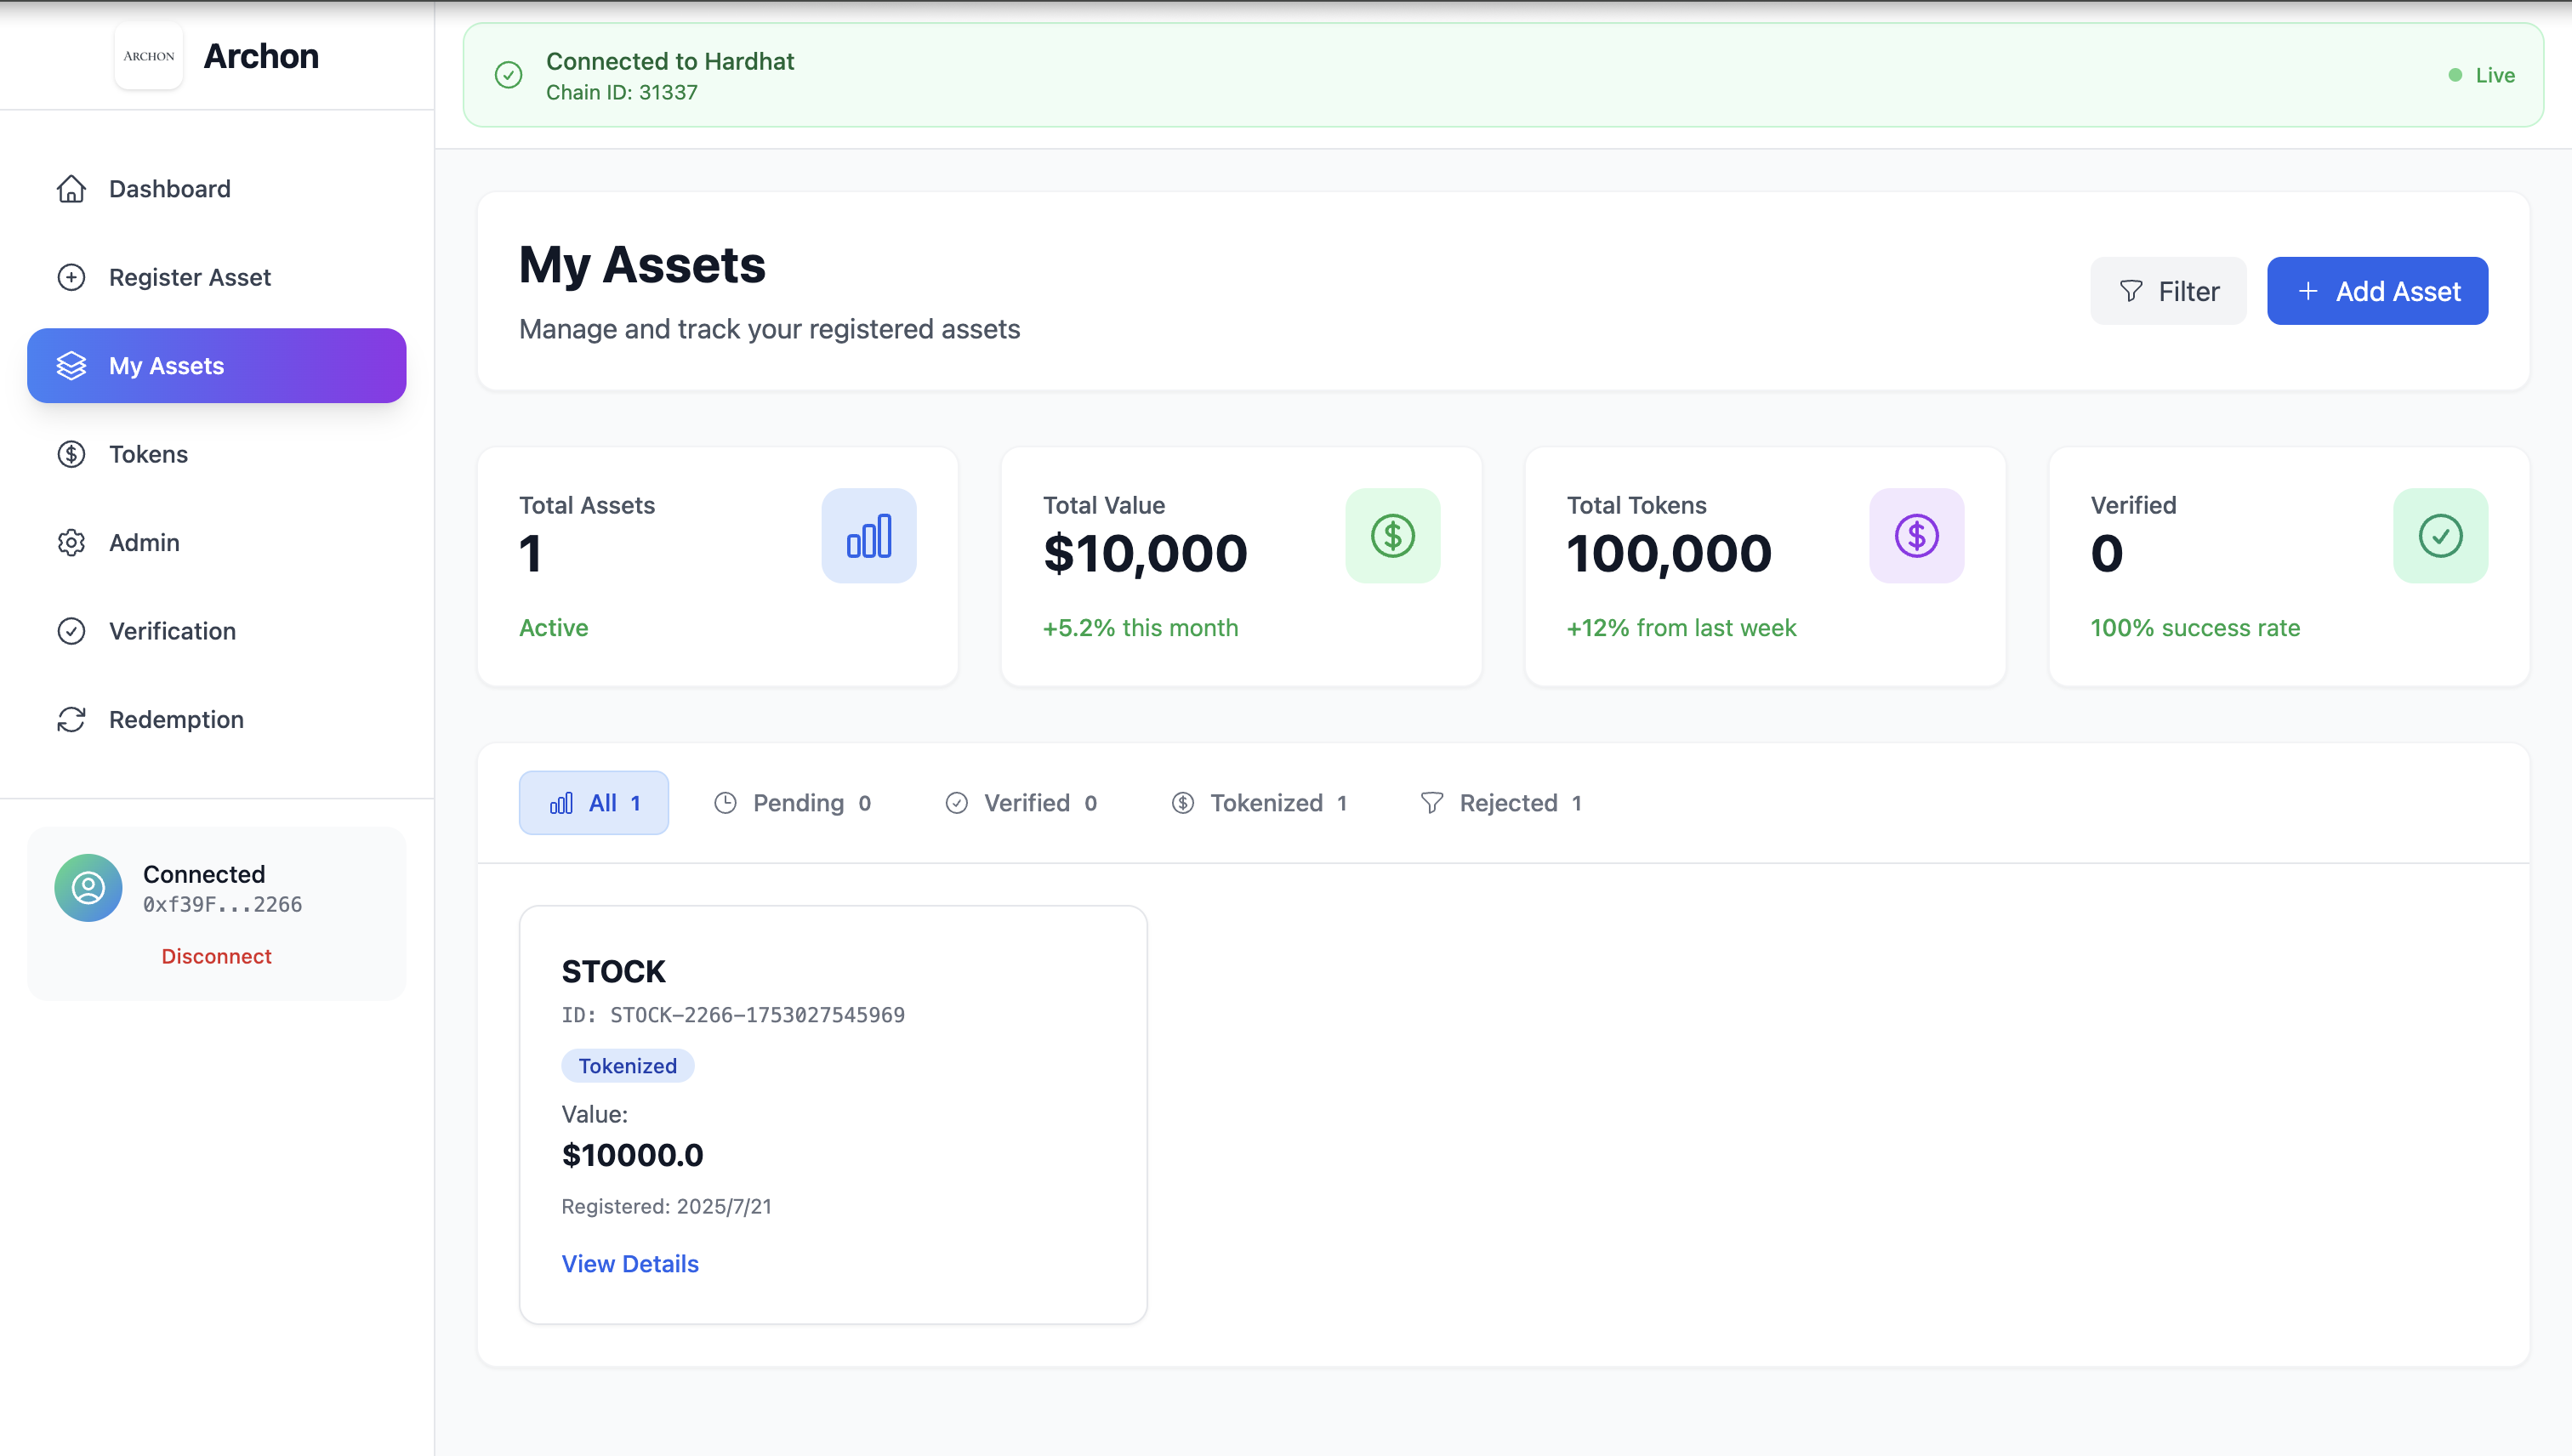 ARCHON
Archon
Dashboard
Register Asset
My Assets
Tokens
Admin
Verification
Redemption
Connected
0xf39F...2266
Disconnect
Connected to Hardhat
Chain ID: 31337
Live
My Assets
Manage and track your registered assets
Filter
Add Asset
Total Assets
1
Active
Total Value
$10,000
+5.2% this month
Total Tokens
100,000
+12% from last week
Verified
0
100% success rate
All 1
Pending 0
Verified 0
Tokenized 1
Rejected 1
STOCK
ID: STOCK-2266-1753027545969
Tokenized
Value:
$10000.0
Registered: 2025/7/21
View Details